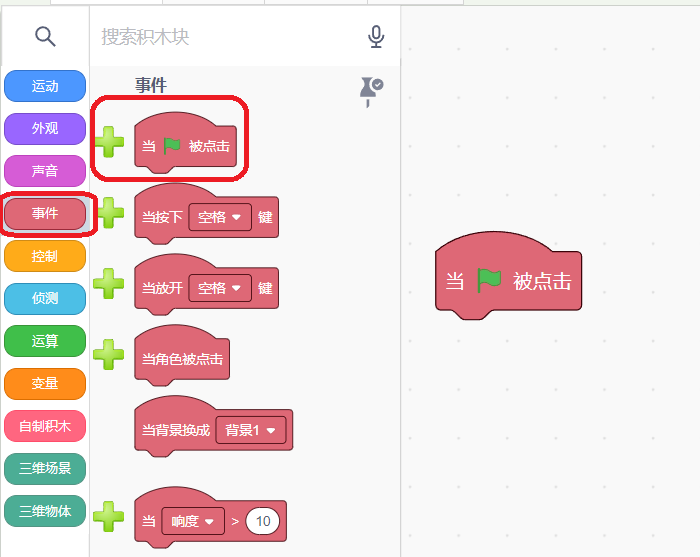 搜索积木块
运动
外观
声音
事件
控制
侦测
运算
变量
自制积木
三维场景
三维物体
事件
当 被点击
当按下 空格 键
当放开 空格 键
当角色被点击
当背景换成 背景1
当 响度 > 10
当 被点击